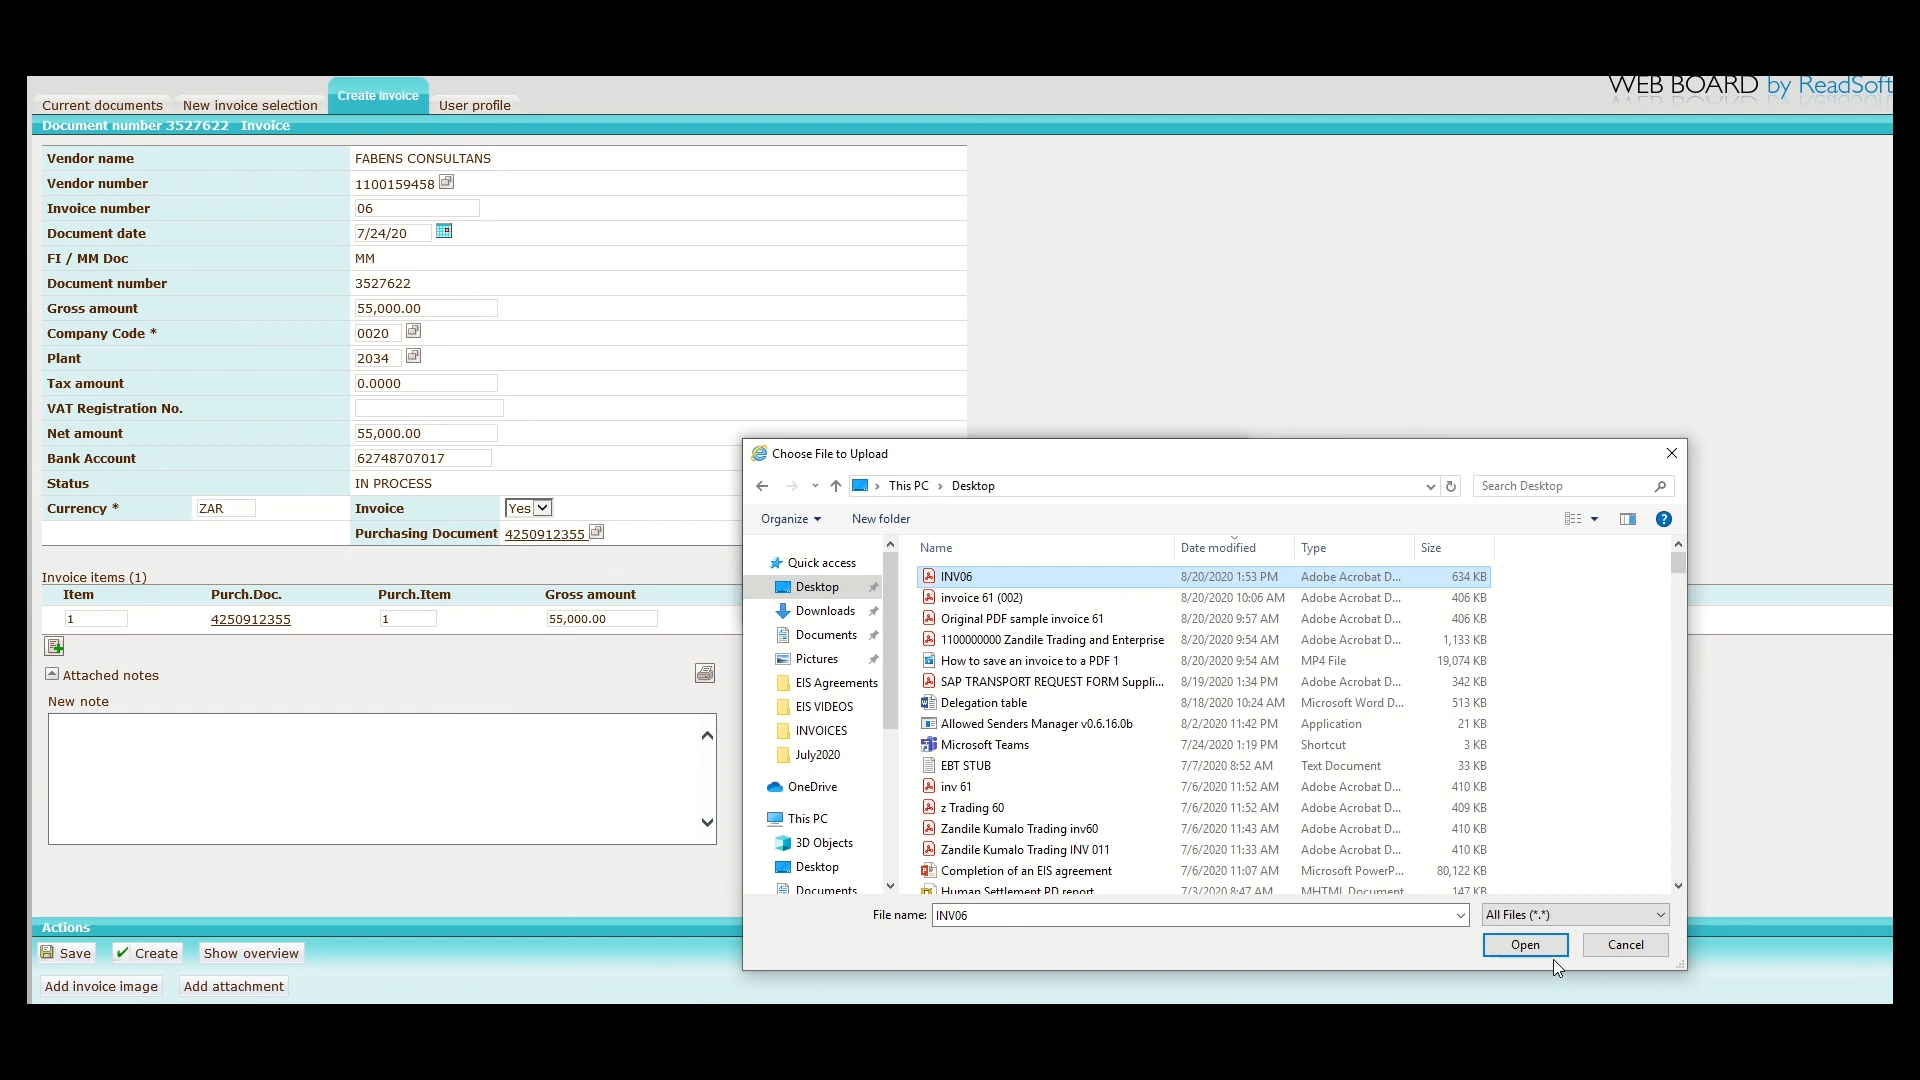 WEB BOARD by ReadSoft
Current documents New invoice selection Create invoice User profile
Document number 3527622 Invoice
Vendor name FABENS CONSULTANS
Vendor number 1100159458
Invoice number 06
Document date 7/24/20
FI / MM Doc MM
Document number 3527622
Gross amount 55,000.00
Company Code * 0020
Plant 2034
Tax amount 0.0000
VAT Registration No.
Net amount 55,000.00
Bank Account 62748707017
Status IN PROCESS
Currency * ZAR Invoice Yes
Purchasing Document 4250912355
Invoice items (1)
Item Purch.Doc. Purch.Item Gross amount
1 4250912355 1 55,000.00
Attached notes
New note
Actions
Save Create Show overview
Add invoice image Add attachment
Choose File to Upload
This PC Desktop
Search Desktop
Organize New folder
Quick access
Desktop
Downloads
Documents
Pictures
EIS Agreements
EIS VIDEOS
INVOICES
July2020
OneDrive
This PC
3D Objects
Desktop
Documents
Name Date modified Type Size
INV06 8/20/2020 1:53 PM Adobe Acrobat D... 634 KB
invoice 61 (002) 8/20/2020 10:06 AM Adobe Acrobat D... 406 KB
Original PDF sample invoice 61 8/20/2020 9:57 AM Adobe Acrobat D... 406 KB
1100000000 Zandile Trading and Enterprise 8/20/2020 9:54 AM Adobe Acrobat D... 1,133 KB
How to save an invoice to a PDF 1 8/20/2020 9:54 AM MP4 File 19,074 KB
SAP TRANSPORT REQUEST FORM Suppli... 8/19/2020 1:34 PM Adobe Acrobat D... 342 KB
Delegation table 8/18/2020 10:24 AM Microsoft Word D... 513 KB
Allowed Senders Manager v0.6.16.0b 8/2/2020 11:42 PM Application 21 KB
Microsoft Teams 7/24/2020 1:19 PM Shortcut 3 KB
EBT STUB 7/7/2020 8:52 AM Text Document 33 KB
inv 61 7/6/2020 11:52 AM Adobe Acrobat D... 410 KB
z Trading 60 7/6/2020 11:52 AM Adobe Acrobat D... 409 KB
Zandile Kumalo Trading inv60 7/6/2020 11:43 AM Adobe Acrobat D... 410 KB
Zandile Kumalo Trading INV 011 7/6/2020 11:33 AM Adobe Acrobat D... 410 KB
Completion of an EIS agreement 7/6/2020 11:07 AM Microsoft PowerP... 80,122 KB
Human Settlement PD report 7/3/2020 8:47 AM MHTML Document 147 KB
File name: INV06 All Files (*.*)
Open Cancel